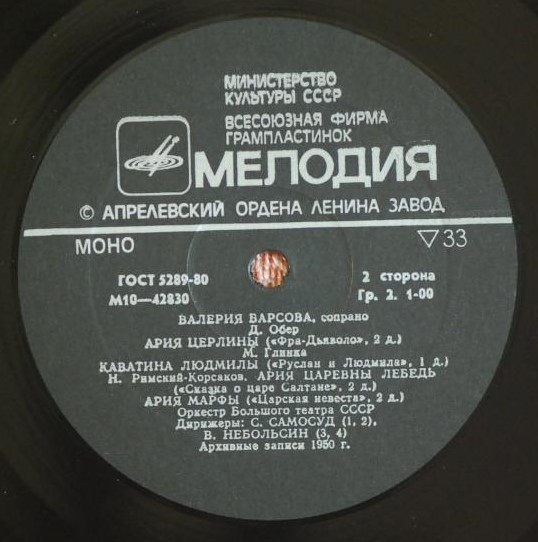 МИНИСТЕРСТВО
КУЛЬТУРЫ СССР
ВСЕСОЮЗНАЯ ФИРМА
ГРАМПЛАСТИНОК
МЕЛОДИЯ
© АПРЕЛЕВСКИЙ ОРДЕНА ЛЕНИНА ЗАВОД
МОНО ▽33
ГОСТ 5289-80 2 сторона
М10—42830 Гр. 2. 1-00
ВАЛЕРИЯ БАРСОВА, сопрано
Д. Обер
АРИЯ ЦЕРЛИНЫ («Фра-Дьяволо», 2 д.)
М. Глинка
КАВАТИНА ЛЮДМИЛЫ («Руслан и Людмила», 1 д.)
Н. Римский-Корсаков. АРИЯ ЦАРЕВНЫ ЛЕБЕДЬ
(«Сказка о царе Салтане», 2 д.)
АРИЯ МАРФЫ («Царская невеста», 2 д.)
Оркестр Большого театра СССР
Дирижеры: С. САМОСУД (1, 2),
В. НЕБОЛЬСИН (3, 4)
Архивные записи 1950 г.